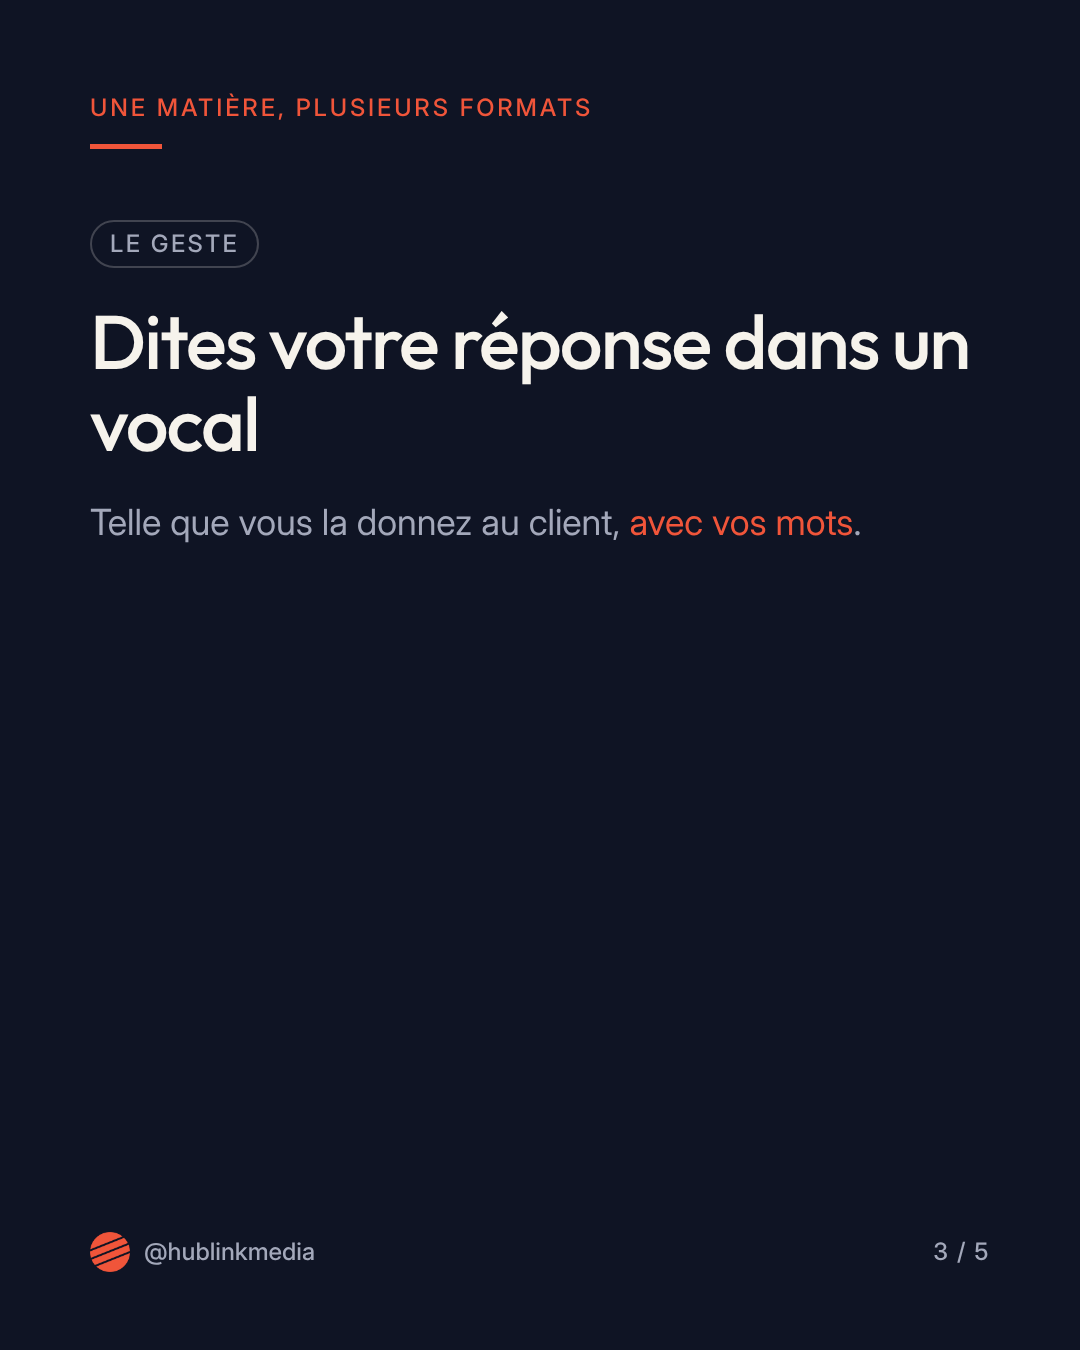 UNE MATIÈRE, PLUSIEURS FORMATS
LE GESTE
Dites votre réponse dans un
vocal
Telle que vous la donnez au client, avec vos mots.
@hublinkmedia
3 / 5